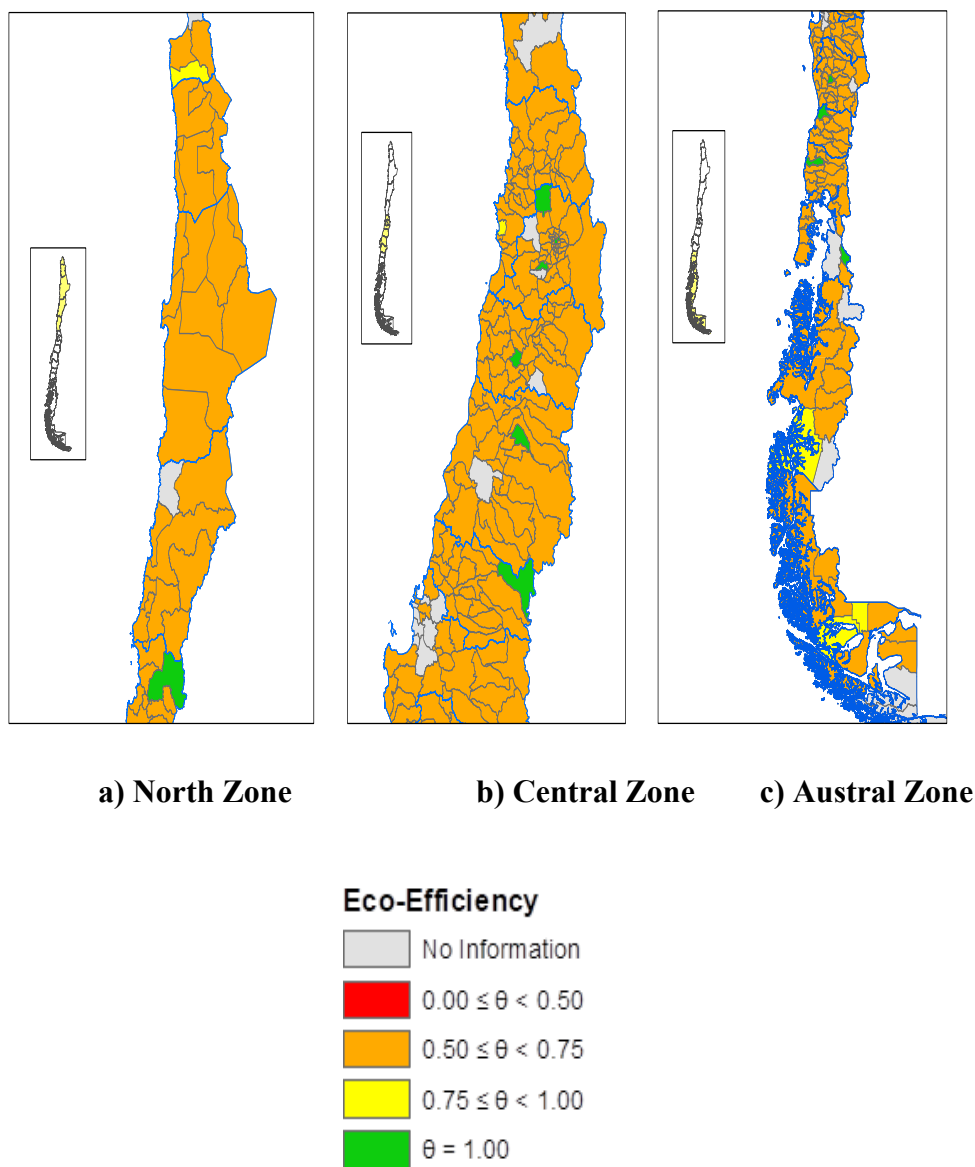 a) North Zone
b) Central Zone
c) Austral Zone
Eco-Efficiency
No Information
0.00 ≤ θ < 0.50
0.50 ≤ θ < 0.75
0.75 ≤ θ < 1.00
θ = 1.00